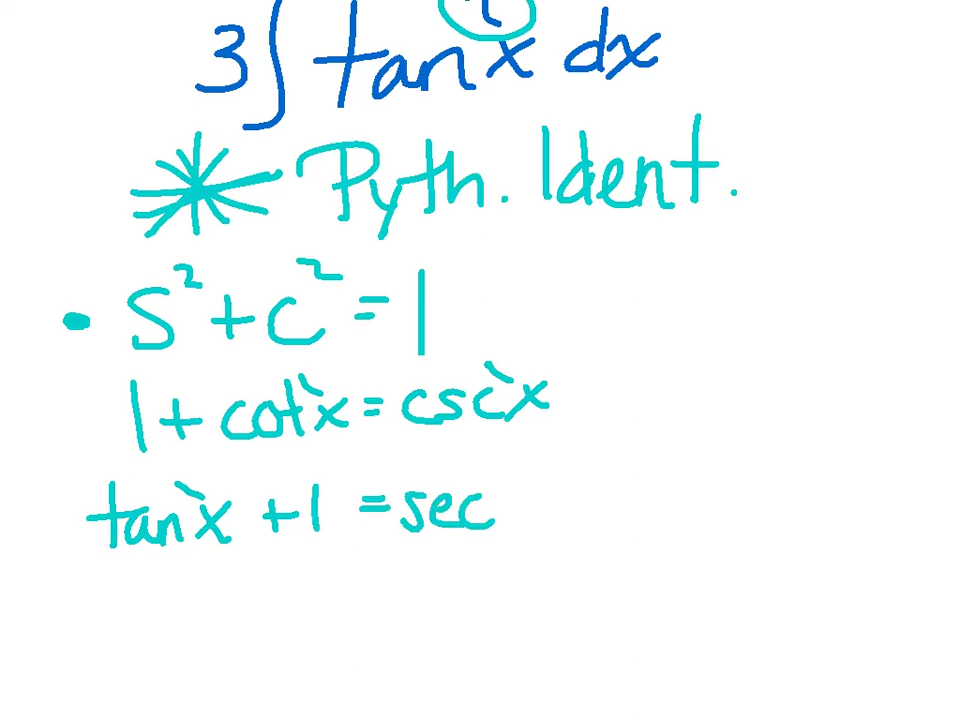 3∫ tan x dx
* Pyth. Ident.
• S² + C² = 1
1 + cot²x = csc²x
tan²x + 1 = sec